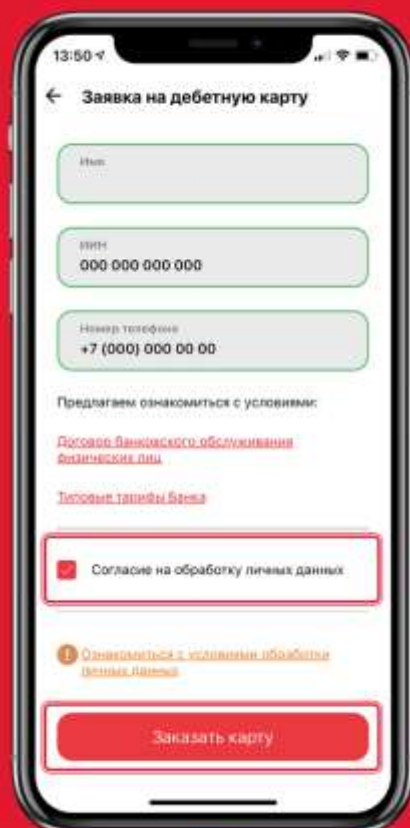 13:50
Заявка на дебетную карту
Имя
ИИН
000 000 000 000
Номер телефона
+7 (000) 000 00 00
Предлагаем ознакомиться с условиями:
Договор банковского обслуживания
физических лиц
Типовые тарифы Банка
Согласие на обработку личных данных
Ознакомиться с условиями обработки
личных данных
Заказать карту